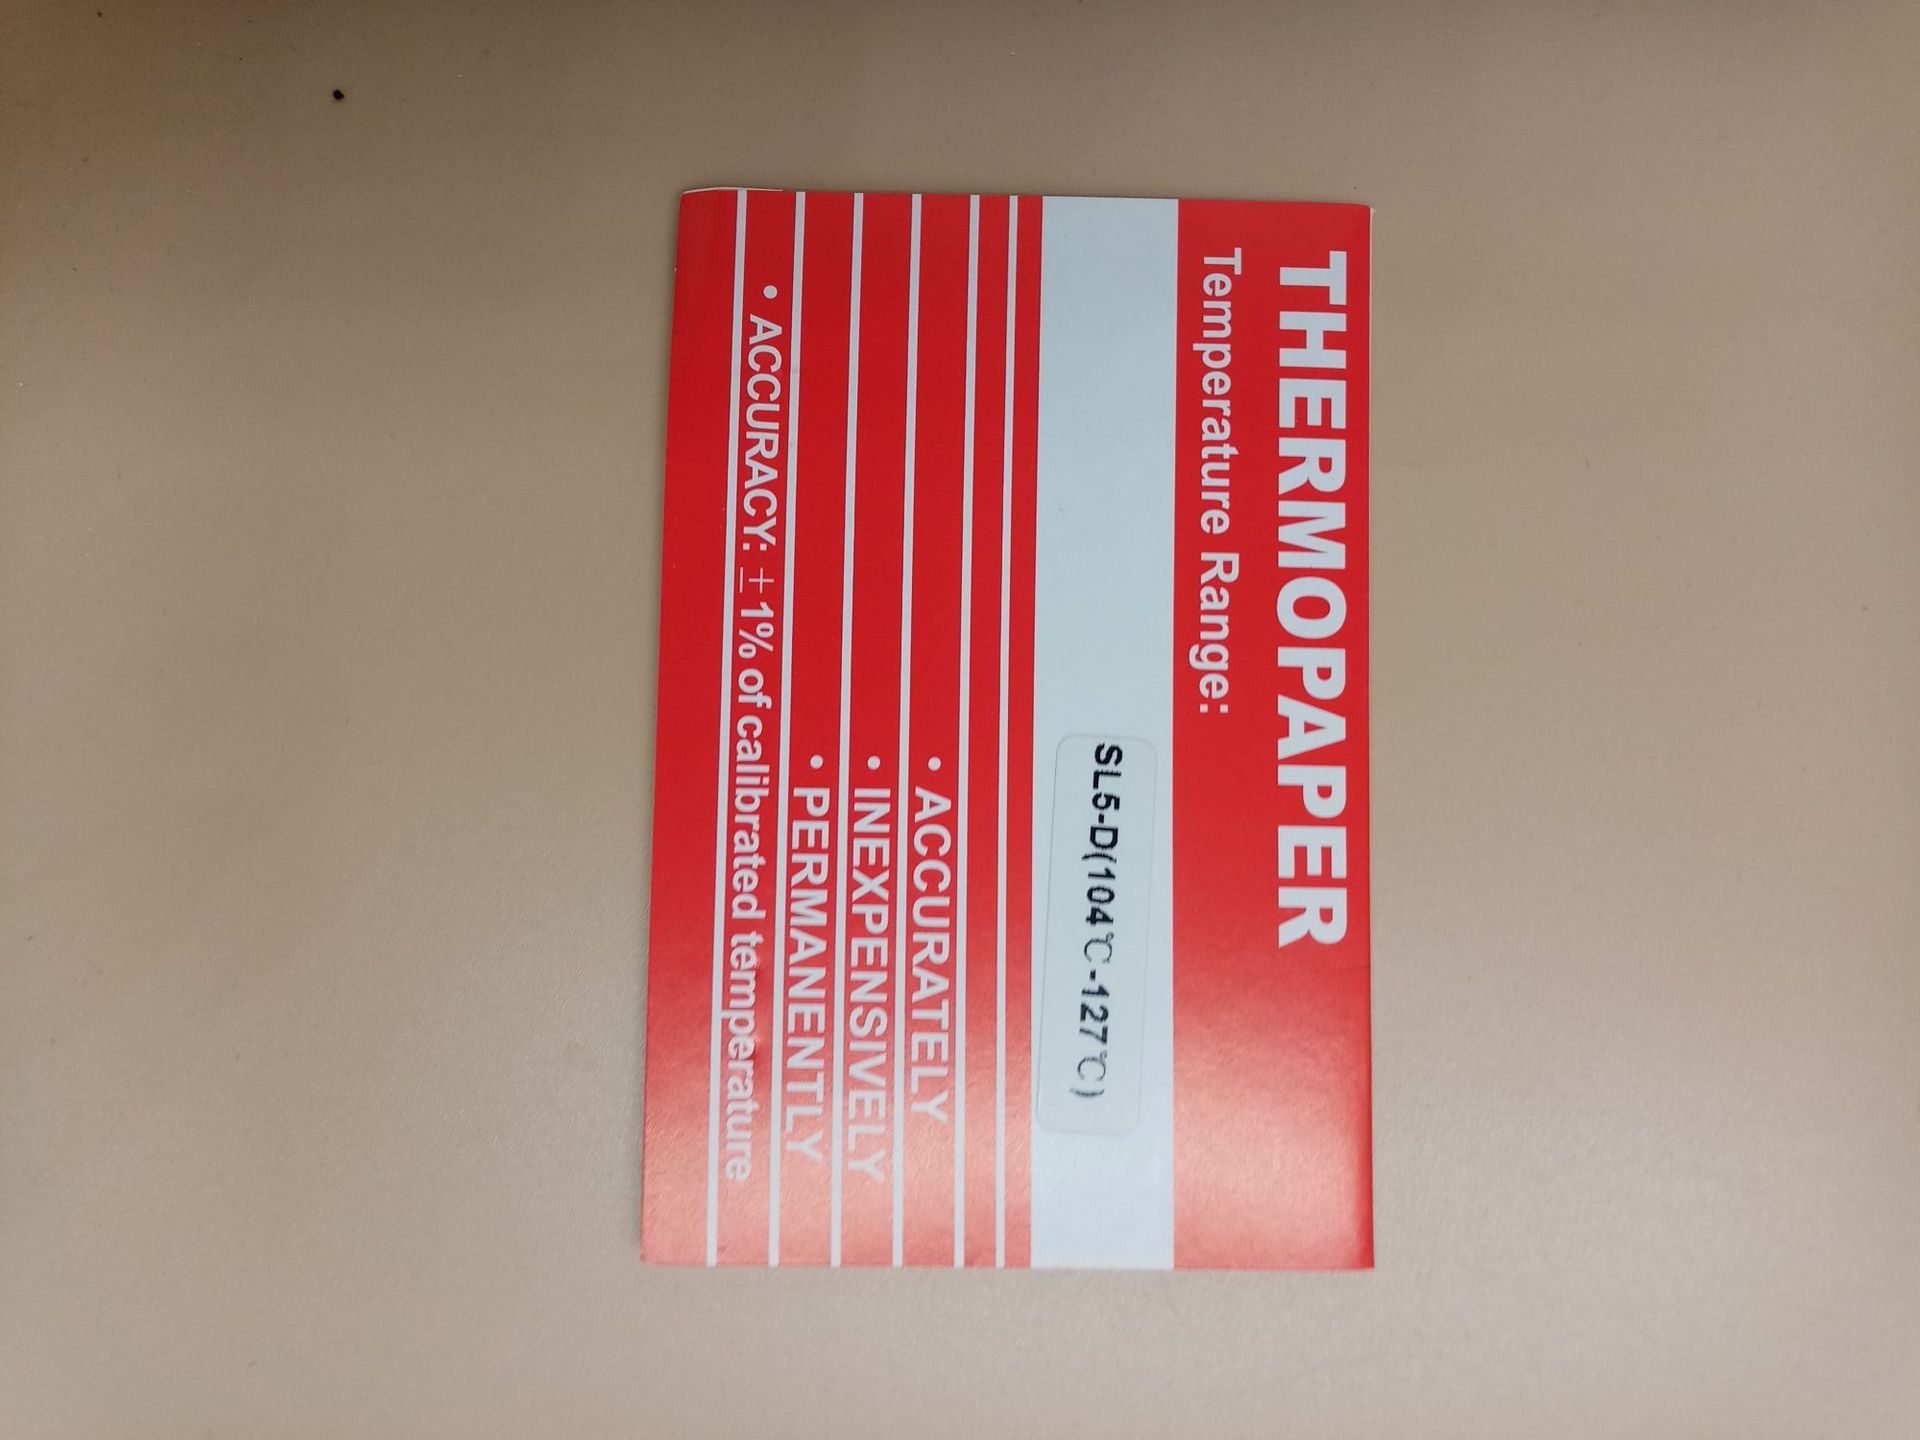 THERMOPAPER
Temperature Range:
SL5-D(104℃-127℃)
• ACCURATELY
• INEXPENSIVELY
• PERMANENTLY
• ACCURACY: ±1% of calibrated temperature